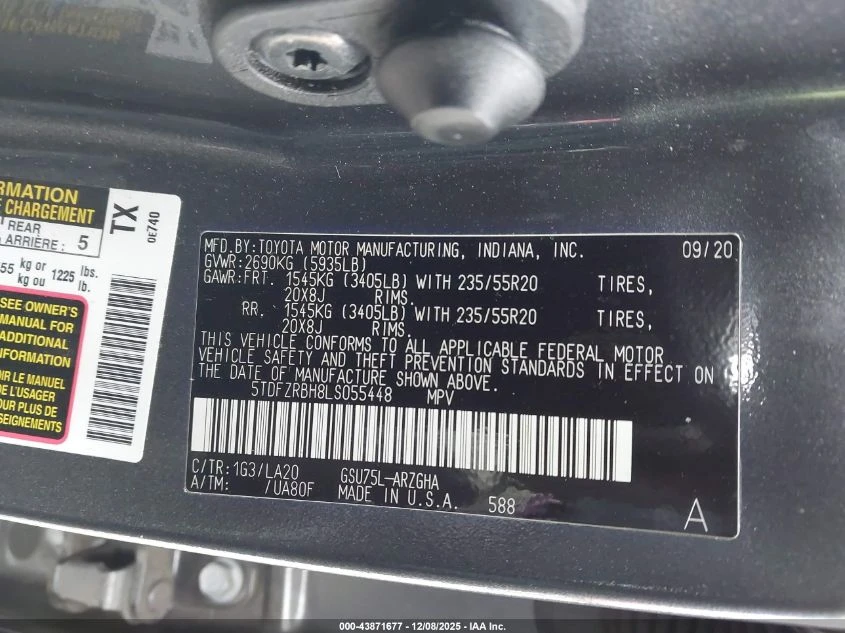 RMATION
CHARGEMENT
REAR
ARRIÈRE: 5
55 kg or 1225 lbs.
kg ou lb.
SEE OWNER'S
MANUAL FOR
ADDITIONAL
INFORMATION
OIR LE MANUEL
DE L'USAGER
OUR PLUS DE
SEIGNEMENTS
TX
0E740
MFD.BY:TOYOTA MOTOR MANUFACTURING, INDIANA, INC. 09/20
GVWR:2690KG (5935LB)
GAWR:FRT. 1545KG (3405LB) WITH 235/55R20 TIRES,
20X8J RIMS.
RR. 1545KG (3405LB) WITH 235/55R20 TIRES,
20X8J RIMS.
THIS VEHICLE CONFORMS TO ALL APPLICABLE FEDERAL MOTOR
VEHICLE SAFETY AND THEFT PREVENTION STANDARDS IN EFFECT ON
THE DATE OF MANUFACTURE SHOWN ABOVE.
5TDFZRBH8LS055448 MPV
C/TR:1G3/LA20 GSU75L-ARZGHA
A/TM: /UA80F MADE IN U.S.A. 588
A
000-43871677 - 12/08/2025 - IAA Inc.